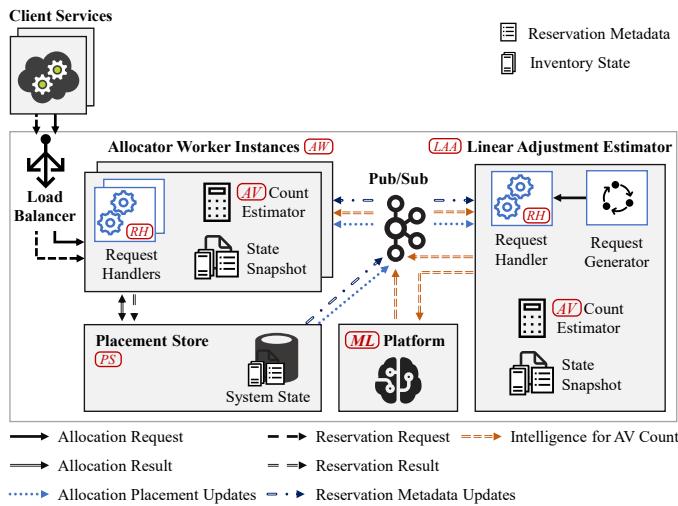 Client Services
Reservation Metadata
Inventory State
Allocator Worker Instances AW
LAA Linear Adjustment Estimator
Load
Balancer
Pub/Sub
RH
Request
Handlers
AV Count
Estimator
State
Snapshot
RH
Request
Handler
Request
Generator
AV Count
Estimator
State
Snapshot
Placement Store
PS
System State
ML Platform
Allocation Request
Reservation Request
Intelligence for AV Count
Allocation Result
Reservation Result
Allocation Placement Updates
Reservation Metadata Updates